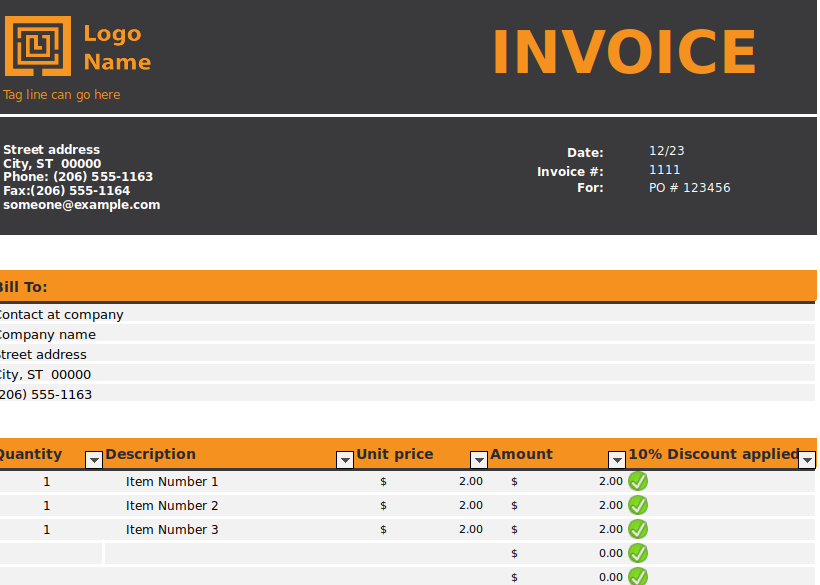 Logo
Name
INVOICE
Tag line can go here
Street address
City, ST  00000
Phone: (206) 555-1163
Fax:(206) 555-1164
someone@example.com
Date: 12/23
Invoice #: 1111
For: PO # 123456
Bill To:
Contact at company
Company name
Street address
City, ST  00000
206) 555-1163
Quantity Description Unit price Amount 10% Discount applied
1 Item Number 1 $ 2.00 $ 2.00
1 Item Number 2 $ 2.00 $ 2.00
1 Item Number 3 $ 2.00 $ 2.00
$ 0.00
$ 0.00